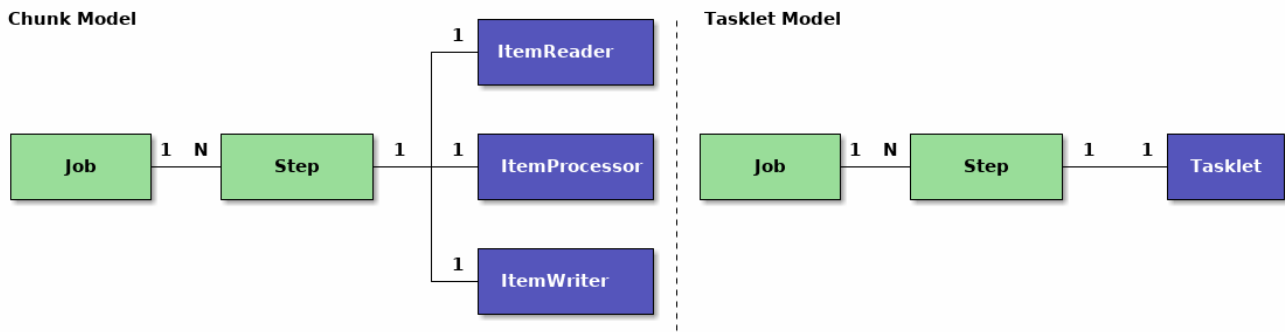 Chunk Model
Job
1
N
Step
1
1
ItemReader
1
ItemProcessor
1
ItemWriter
Tasklet Model
Job
1
N
Step
1
1
Tasklet